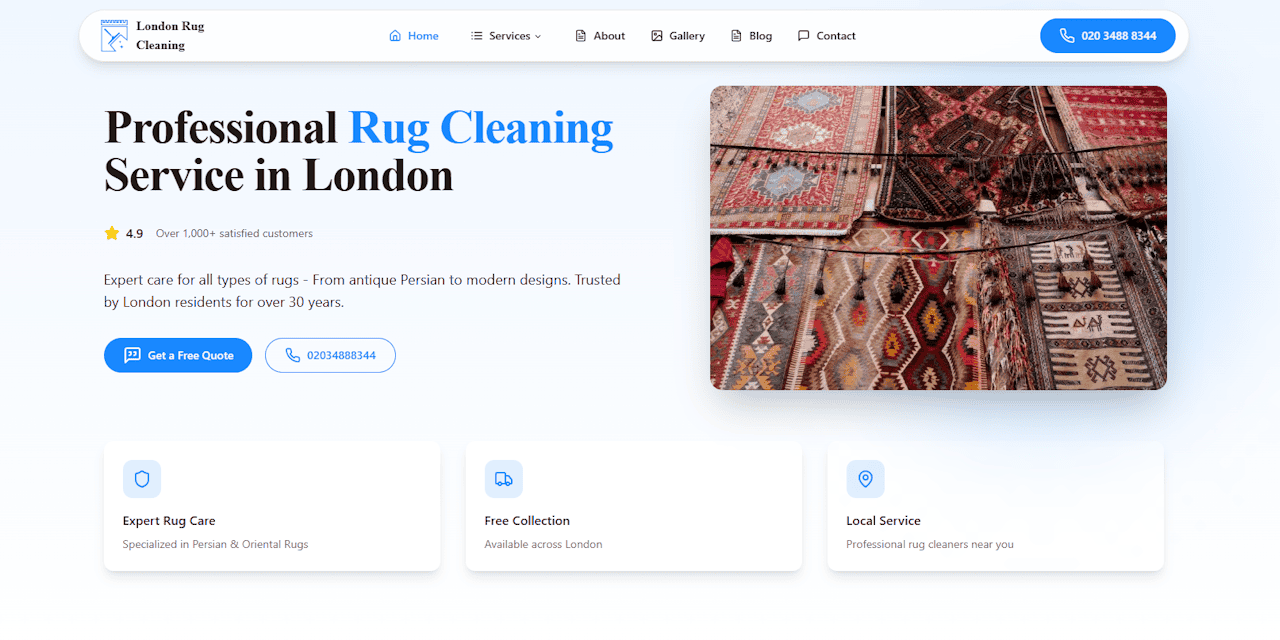 London Rug
Cleaning
Home
Services
About
Gallery
Blog
Contact
020 3488 8344
Professional Rug Cleaning
Service in London
4.9 Over 1,000+ satisfied customers
Expert care for all types of rugs - From antique Persian to modern designs. Trusted
by London residents for over 30 years.
Get a Free Quote
02034888344
Expert Rug Care
Specialized in Persian & Oriental Rugs
Free Collection
Available across London
Local Service
Professional rug cleaners near you